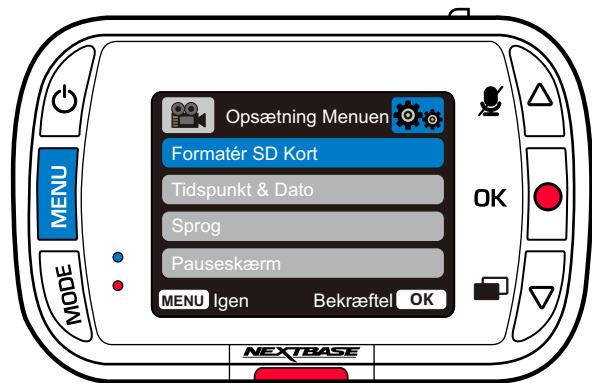 Opsætning Menuen
Formatér SD Kort
Tidspunkt & Dato
Sprog
Pauseskærm
MENU Igen Bekræftel OK
MENU
MODE
OK
NEXTBASE